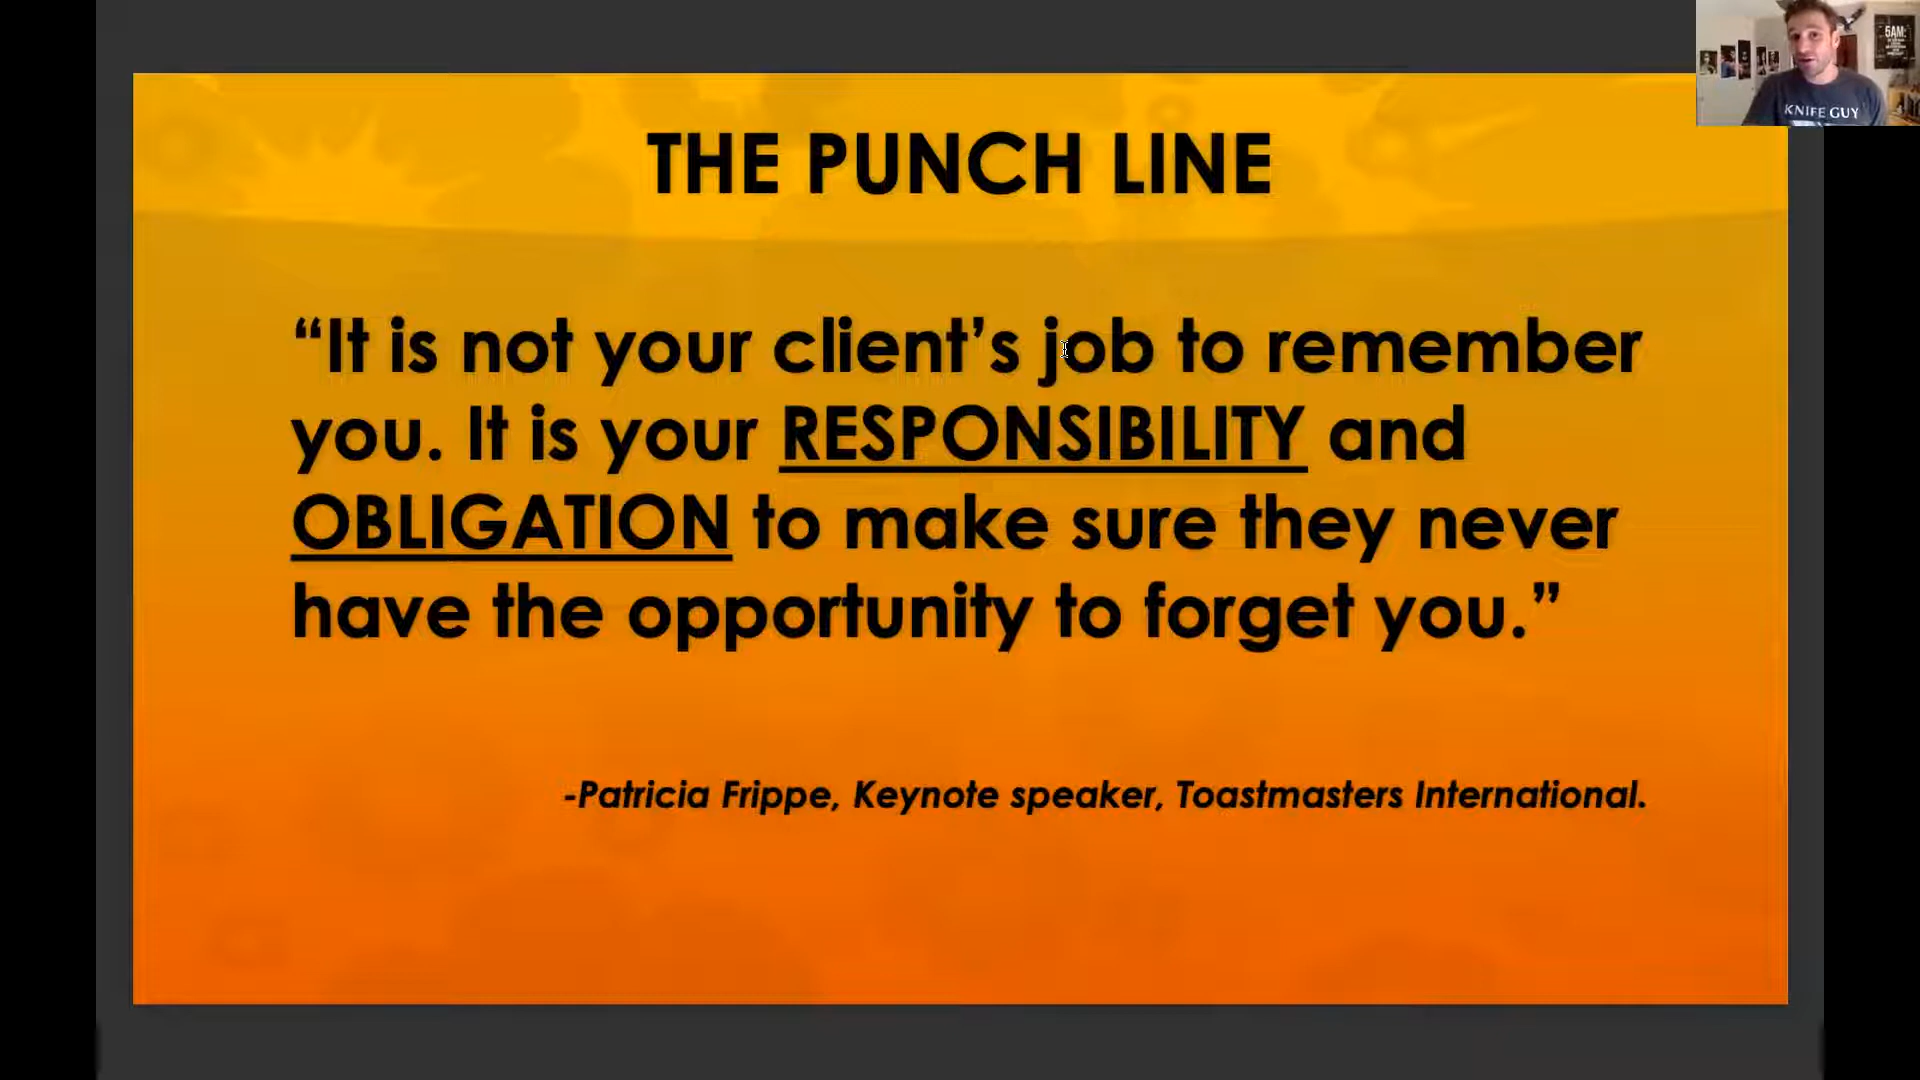 THE PUNCH LINE
“It is not your client’s job to remember
you. It is your RESPONSIBILITY and
OBLIGATION to make sure they never
have the opportunity to forget you.”
-Patricia Frippe, Keynote speaker, Toastmasters International.
5AM:
KNIFE GUY